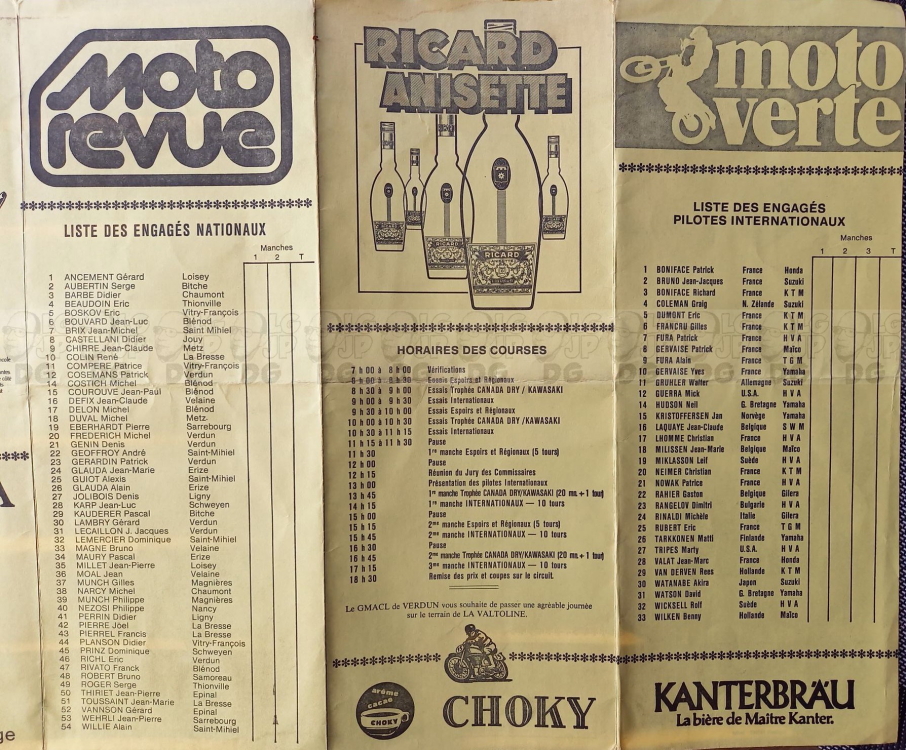 moto
revue
LISTE DES ENGAGÉS NATIONAUX
Manches
1 2 T
1 ANCEMENT Gérard Loisey
2 AUBERTIN Serge Bitche
3 BARBE Didier Chaumont
4 BEAUDOIN Eric Thionville
5 BOSKOV Eric Vitry-François
6 BOUVARD Jean-Luc Blénod
7 BRIX Jean-Michel Saint Mihiel
8 CASTELLANI Didier Jouy
9 CHIRRE Jean-Claude Metz
10 COLIN René La Bresse
11 COMPERE Patrice Vitry-François
12 COSEMANS Patrick Verdun
14 COSTICH Michel Blénod
15 COUROUVE Jean-Paul Blénod
16 DEFIX Jean-Claude Velaine
17 DELON Michel Blénod
18 DUVAL Michel Metz
19 EBERHARDT Pierre Sarrebourg
20 FREDERICH Michel Verdun
21 GENIN Denis Verdun
22 GEOFFROY André Saint-Mihiel
23 GERARDIN Patrick Verdun
24 GLAUDA Jean-Marie Erize
25 GUIOT Alexis Saint-Mihiel
26 GLAUDA Alain Erize
27 JOLIBOIS Denis Ligny
28 KARP Jean-Luc Schweyen
29 KAUDERER Pascal Bitche
30 LAMBRY Gérard Verdun
31 LECAILLON J. Jacques Verdun
32 LEMERCIER Dominique Saint-Mihiel
33 MAGNE Bruno Velaine
34 MAURY Pascal Erize
35 MILLET Jean-Pierre Loisey
36 MOAL Jean Velaine
37 MUNCH Gilles Magnières
38 NARCY Michel Chaumont
39 MUNCH Philippe Magnières
40 NEZOSI Philippe Nancy
41 PERRIN Didier Ligny
42 PIERRE Jöel La Bresse
43 PIERREL Francis La Bresse
44 PLANSON Didier Vitry-François
45 PRINZ Dominique Schweyen
46 RICHL Eric Verdun
47 RIVATO Franck Blénod
48 ROBERT Bruno Samoreau
49 ROGER Serge Thionville
50 THIRIET Jean-Pierre Epinal
51 TOUSSAINT Jean-Marie La Bresse
52 VANNSON Gérard Epinal
53 WEHRLI Jean-Pierre Sarrebourg
54 WILLIE Alain Saint-Mihiel
RICARD
ANISETTE
RICARD
RICARD
HORAIRES DES COURSES
7 h 00 à 8 h 00 Vérifications
8 h 00 à 8 h 30 Essais Espoirs et Régionaux
8 h 30 à 9 h 00 Essais Trophée CANADA DRY / KAWASAKI
9 h 00 à 9 h 30 Essais Internationaux
9 h 30 à 10 h 00 Essais Espoirs et Régionaux
10 h 00 à 10 h 30 Essais Trophée CANADA DRY/KAWASAKI
10 h 30 à 11 h 15 Essais Internationaux
11 h 15 à 11 h 30 Pause
11 h 30 1re manche Espoirs et Régionaux (5 tours)
12 h 00 Pause
12 h 15 Réunion du Jury des Commissaires
13 h 00 Présentation des pilotes Internationaux
13 h 45 1re manche Trophée CANADA DRY/KAWASAKI (20 mn. + 1 tour)
14 h 15 1re manche INTERNATIONAUX — 10 tours
15 h 00 Pause
15 h 15 2me manche Espoirs et Régionaux (5 tours)
15 h 45 2me manche INTERNATIONAUX — 10 tours
16 h 30 Pause
16 h 45 2me manche Trophée CANADA DRY/KAWASAKI (20 mn. + 1 tour)
17 h 15 3me manche INTERNATIONAUX — 10 tours
18 h 30 Remise des prix et coupes sur le circuit.
Le GMACL de VERDUN vous souhaite de passer une agréable journée
sur le terrain de LA VALTOLINE.
arôme
cacao
CHOKY
CHOKY
moto
verte
LISTE DES ENGAGÉS
PILOTES INTERNATIONAUX
Manches
1 2 3 T
1 BONIFACE Patrick France Honda
2 BRUNO Jean-Jacques France Suzuki
3 BONIFACE Richard France K T M
4 COLEMAN Graig N. Zélande Suzuki
5 DUMONT Eric France K T M
6 FRANCRU Gilles France K T M
7 FURA Patrick France H V A
8 GERVAISE Patrick France Maïco
9 FURA Alain France T G M
10 GERVAISE Yves France Yamaha
11 GRUHLER Walter Allemagne Suzuki
12 GUERRA Mick U.S.A. H V A
14 HUDSON Neil G. Bretagne Yamaha
15 KRISTOFFERSEN Jan Norvège Yamaha
16 LAQUAYE Jean-Claude Belgique S W M
17 LHOMME Christian France H V A
18 MILISSEN Jean-Marie Belgique Maïco
19 MIKLASSON Leif Suède H V A
20 NEIMER Christian France K T M
21 NOWAK Patrice France H V A
22 RAHIER Gaston Belgique Gilera
23 RANGELOV Dimitri Bulgarie H V A
24 RINALDI Michèle Italie Gilera
25 RUBERT Eric France T G M
26 TARKKONEN Matti Finlande Yamaha
27 TRIPES Marty U.S.A. H V A
28 VALAT Jean-Marc France Honda
29 VAN DERVEN Rees Hollande K T M
30 WATANABE Akira Japon Suzuki
31 WATSON David G. Bretagne Yamaha
32 WICKSELL Rolf Suède H V A
33 WILKEN Benny Hollande Maïco
KANTERBRÄU
La bière de Maître Kanter.